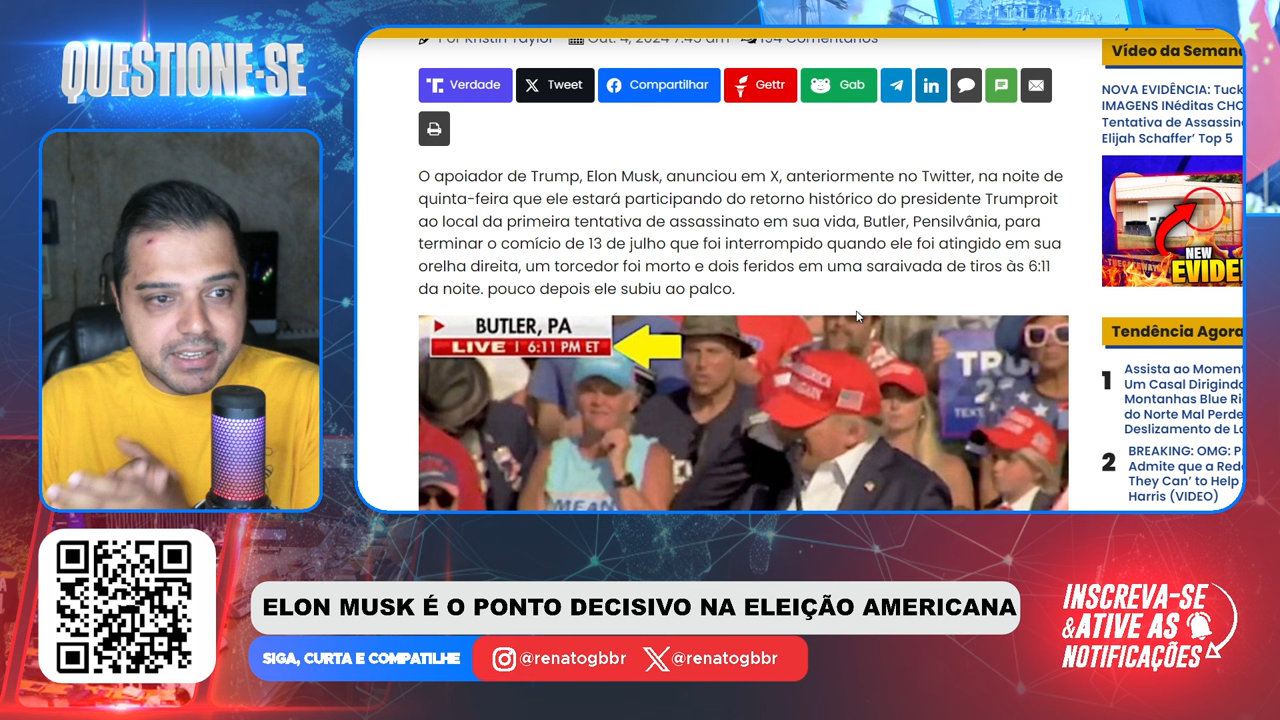 QUESTIONE-SE
Por Kristin Taylor Out. 4, 2024 7:45 am 154 Comentários
Verdade
Tweet
Compartilhar
Gettr
Gab
O apoiador de Trump, Elon Musk, anunciou em X, anteriormente no Twitter, na noite de
quinta-feira que ele estará participando do retorno histórico do presidente Trumproit
ao local da primeira tentativa de assassinato em sua vida, Butler, Pensilvânia, para
terminar o comício de 13 de julho que foi interrompido quando ele foi atingido em sua
orelha direita, um torcedor foi morto e dois feridos em uma saraivada de tiros às 6:11
da noite. pouco depois ele subiu ao palco.
BUTLER, PA
LIVE | 6:11 PM ET
TRU
TEXT
MEAN
Vídeo da Semana
NOVA EVIDÊNCIA: Tuck
IMAGENS INéditas CHO
Tentativa de Assassin
Elijah Schaffer' Top 5
NEW
EVIDE
Tendência Agora
1 Assista ao Moment
Um Casal Dirigindo
Montanhas Blue Ri
do Norte Mal Perde
Deslizamento de L
2 BREAKING: OMG: P
Admite que a Red
They Can' to Help
Harris (VIDEO)
ELON MUSK É O PONTO DECISIVO NA ELEIÇÃO AMERICANA
SIGA, CURTA E COMPATILHE
@renatogbbr
@renatogbbr
INSCREVA-SE
&ATIVE AS
NOTIFICAÇÕES